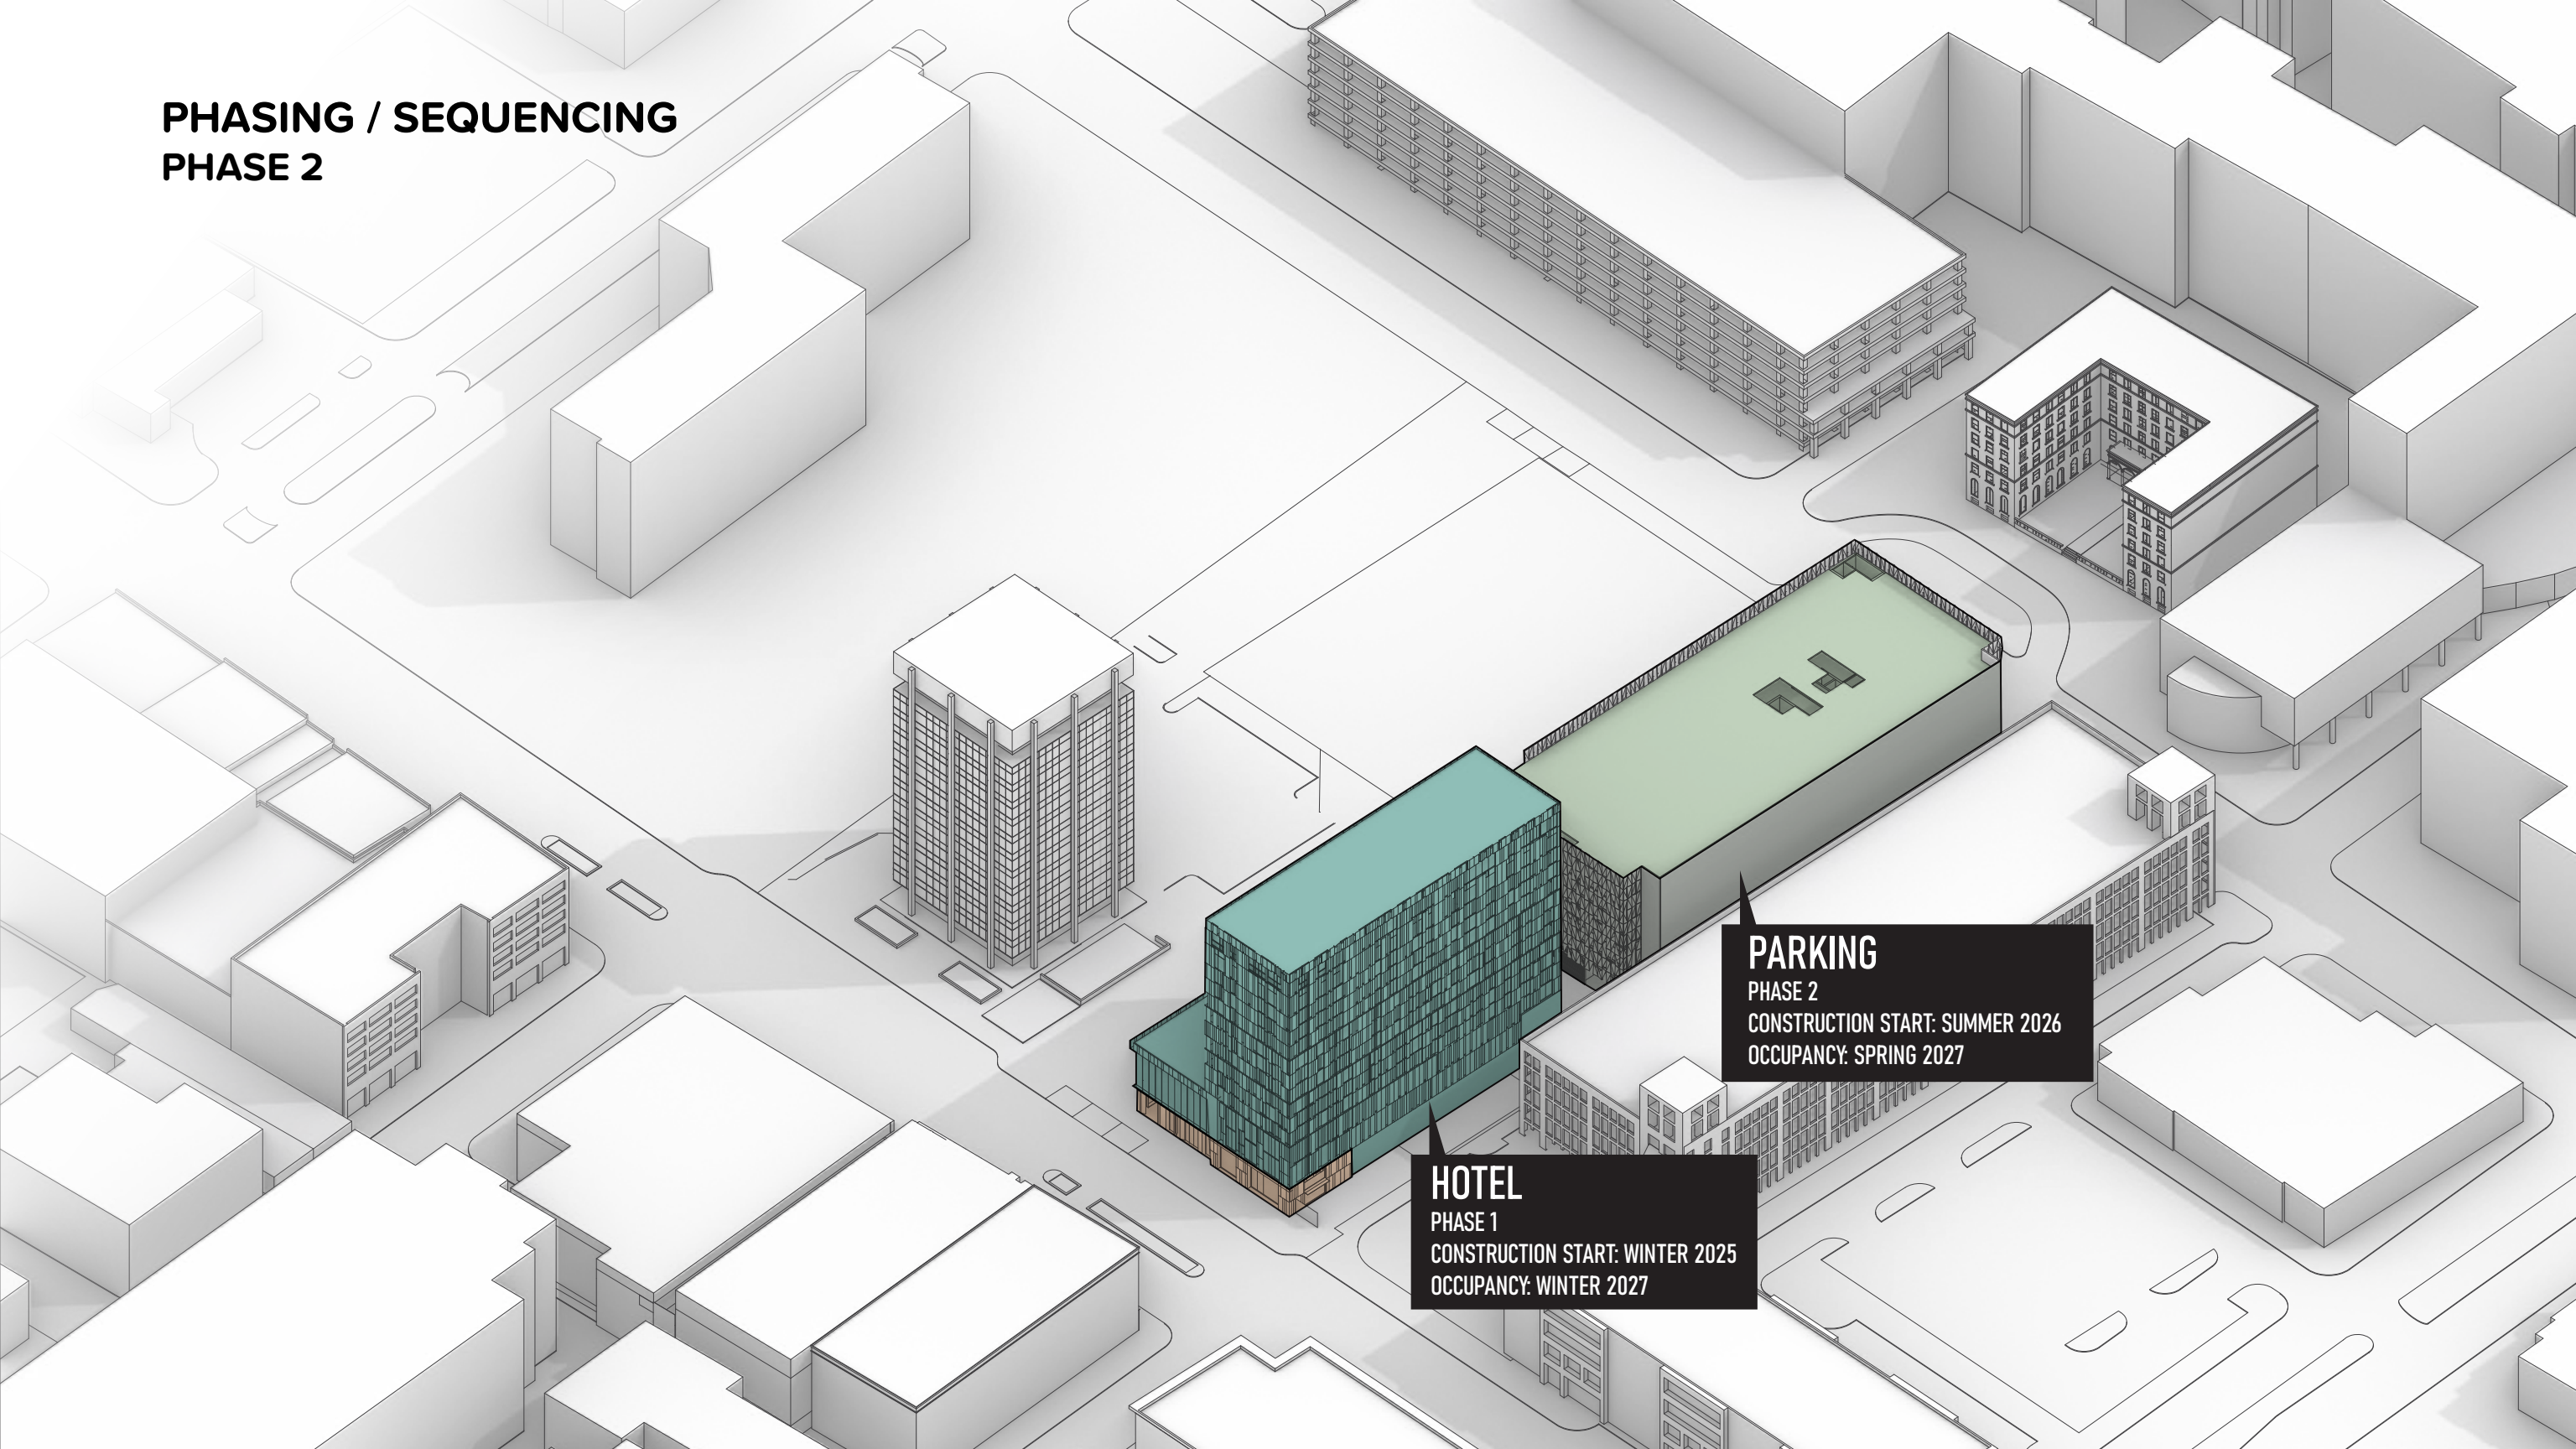 PHASING / SEQUENCING
PHASE 2
PARKING
PHASE 2
CONSTRUCTION START: SUMMER 2026
OCCUPANCY: SPRING 2027
HOTEL
PHASE 1
CONSTRUCTION START: WINTER 2025
OCCUPANCY: WINTER 2027